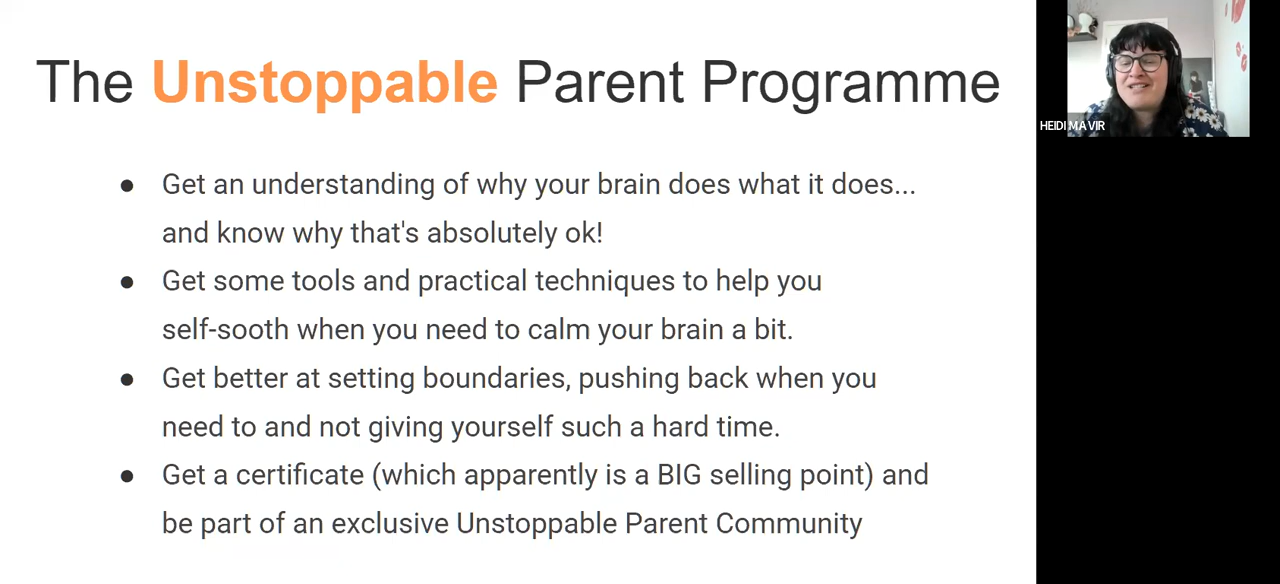 The Unstoppable Parent Programme
● Get an understanding of why your brain does what it does...
and know why that's absolutely ok!
● Get some tools and practical techniques to help you
self-sooth when you need to calm your brain a bit.
● Get better at setting boundaries, pushing back when you
need to and not giving yourself such a hard time.
● Get a certificate (which apparently is a BIG selling point) and
be part of an exclusive Unstoppable Parent Community
HEIDI MAVIR